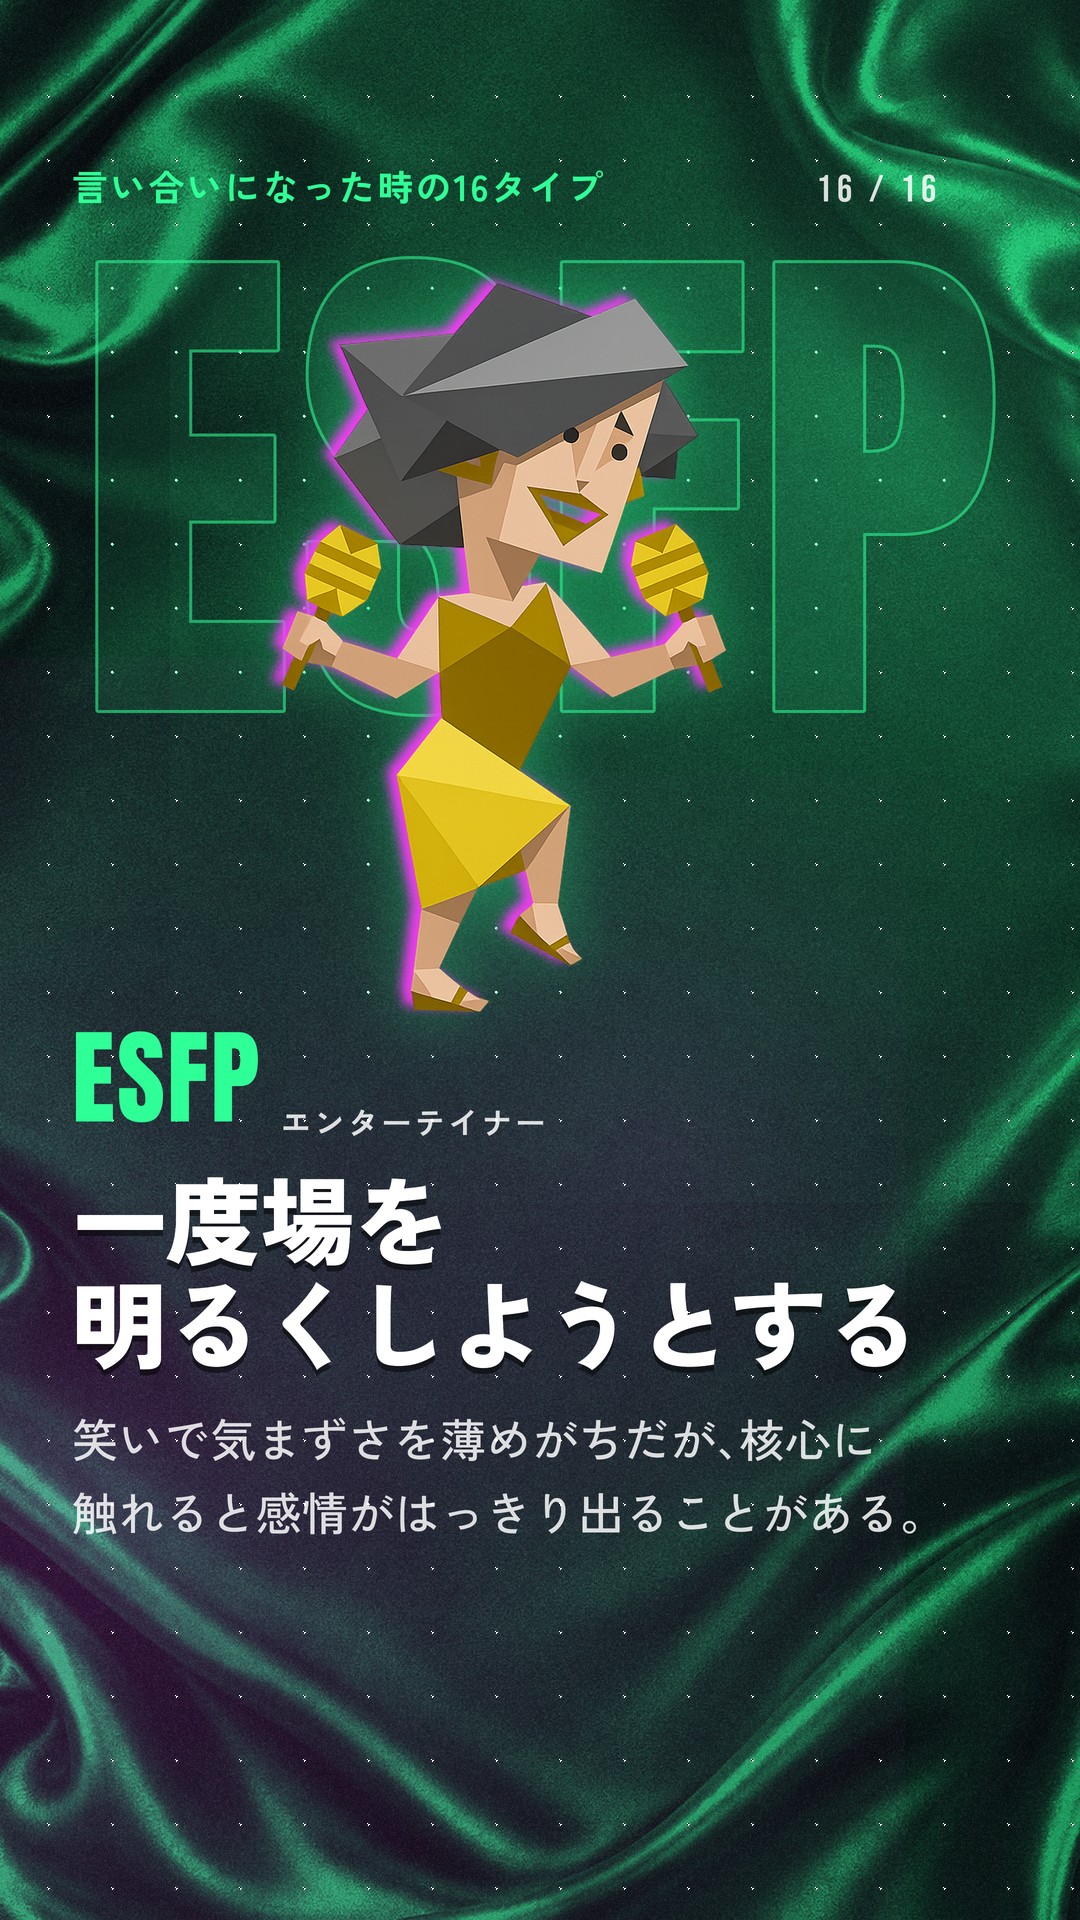 言い合いになった時の16タイプ
16 / 16
ESFP
ESFP
エンターテイナー
一度場を
明るくしようとする
笑いで気まずさを薄めがちだが、核心に
触れると感情がはっきり出ることがある。